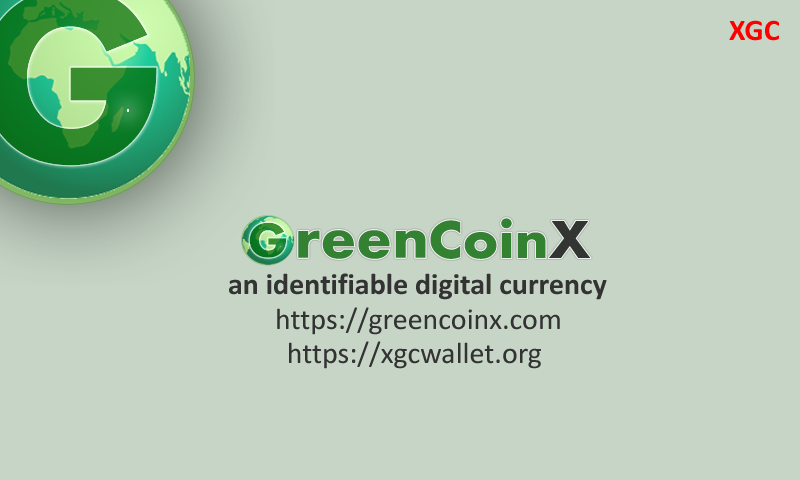 XGC
G
GreenCoinX
an identifiable digital currency
https://greencoinx.com
https://xgcwallet.org